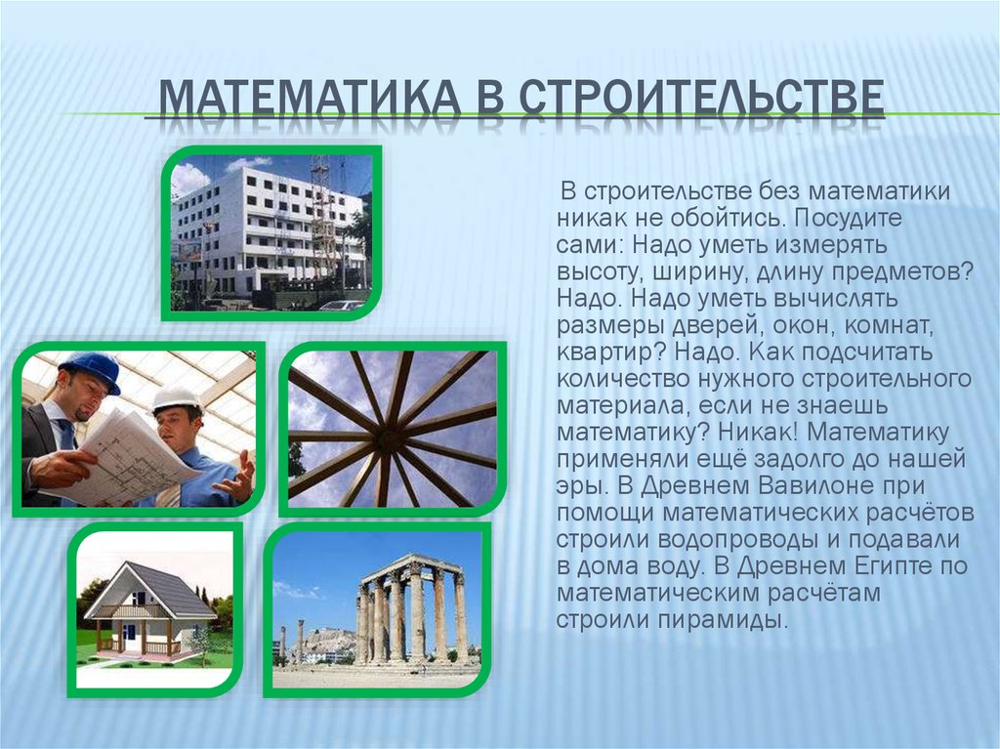 МАТЕМАТИКА В СТРОИТЕЛЬСТВЕ
В строительстве без математики
никак не обойтись. Посудите
сами: Надо уметь измерять
высоту, ширину, длину предметов?
Надо. Надо уметь вычислять
размеры дверей, окон, комнат,
квартир? Надо. Как подсчитать
количество нужного строительного
материала, если не знаешь
математику? Никак! Математику
применяли ещё задолго до нашей
эры. В Древнем Вавилоне при
помощи математических расчётов
строили водопроводы и подавали
в дома воду. В Древнем Египте по
математическим расчётам
строили пирамиды.